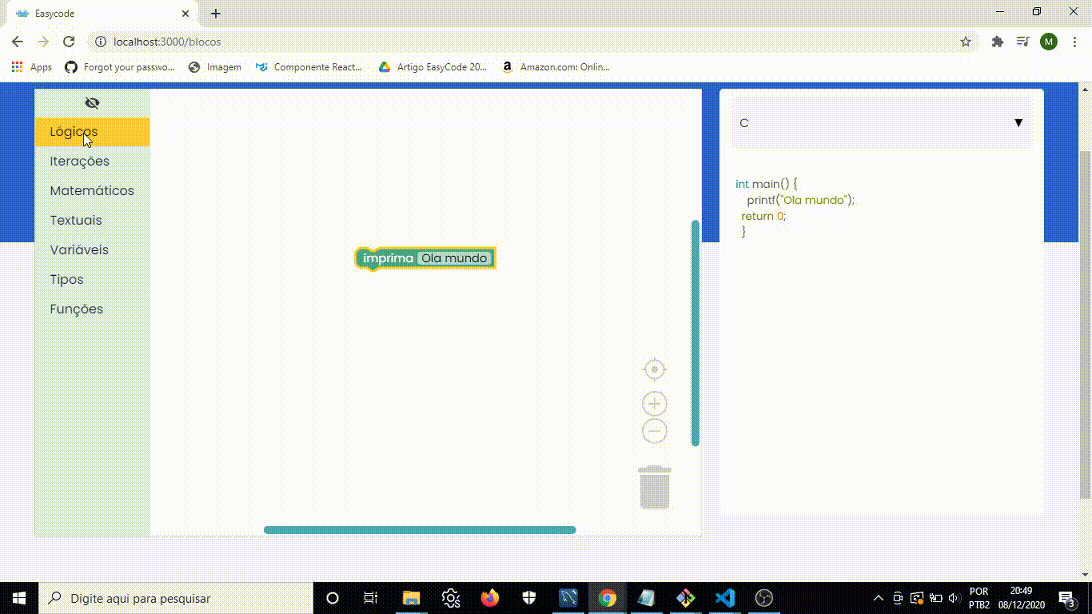 Easycode
localhost:3000/blocos
M
Apps
Forgot your passwo...
Imagem
Componente React...
Artigo EasyCode 20...
Amazon.com: Onlin...
Lógicos
Iterações
Matemáticos
Textuais
Variáveis
Tipos
Funções
imprima Ola mundo
C
int main() {
printf("Ola mundo");
return 0;
}
Digite aqui para pesquisar
POR
PTB2
20:49
08/12/2020
3